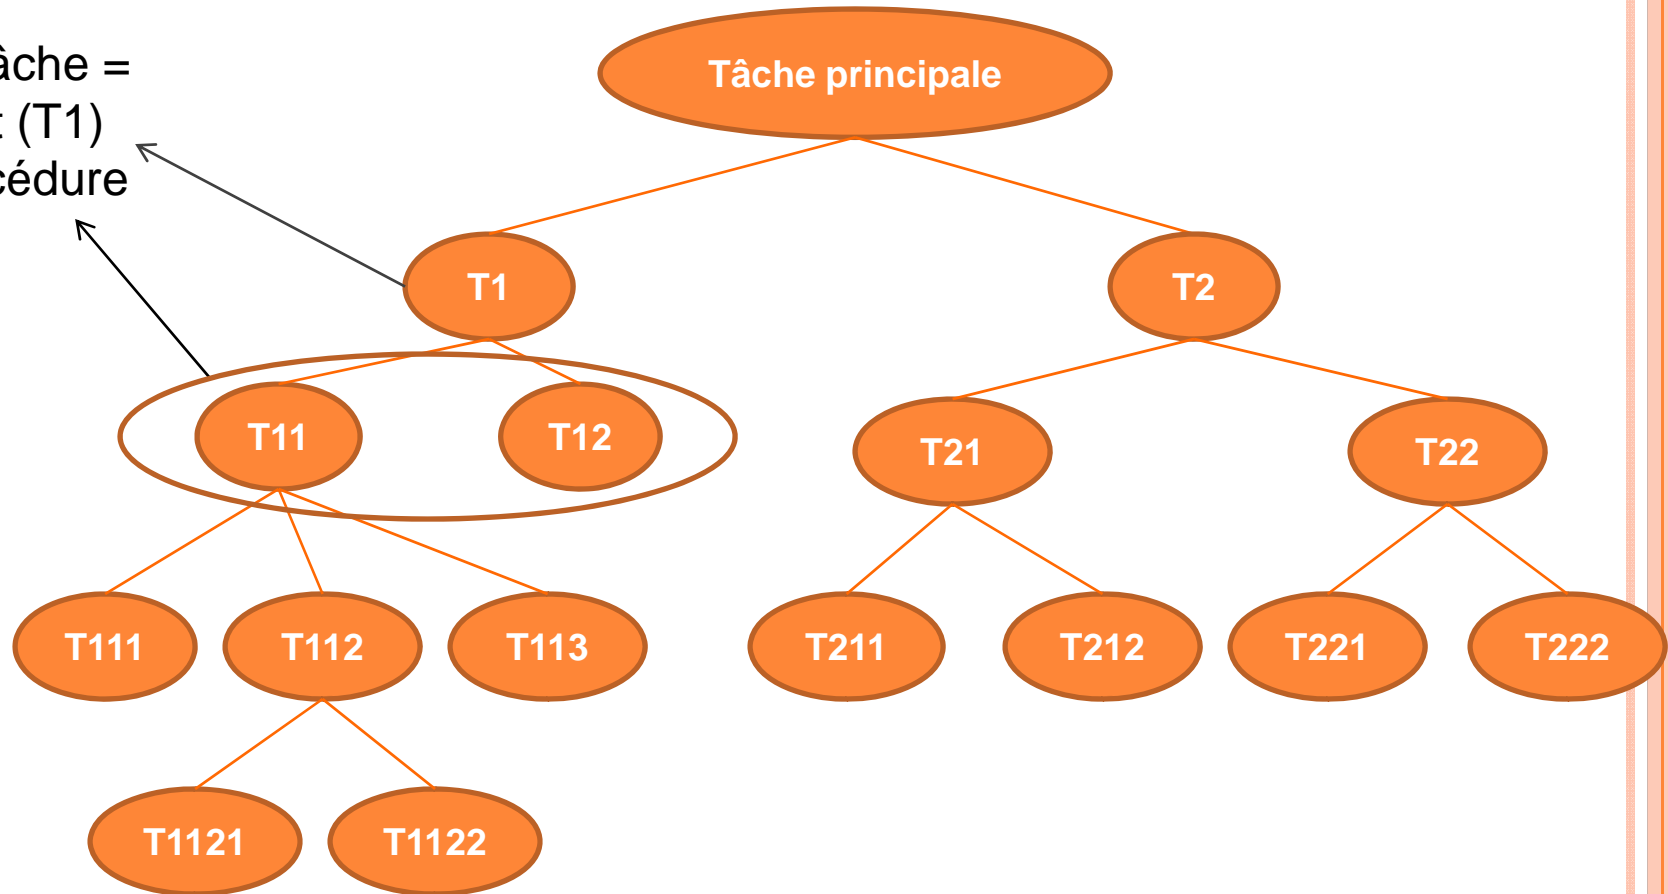 Tâche principale
âche =
t (T1)
cédure
T1
T2
T11
T12
T21
T22
T111
T112
T113
T211
T212
T221
T222
T1121
T1122